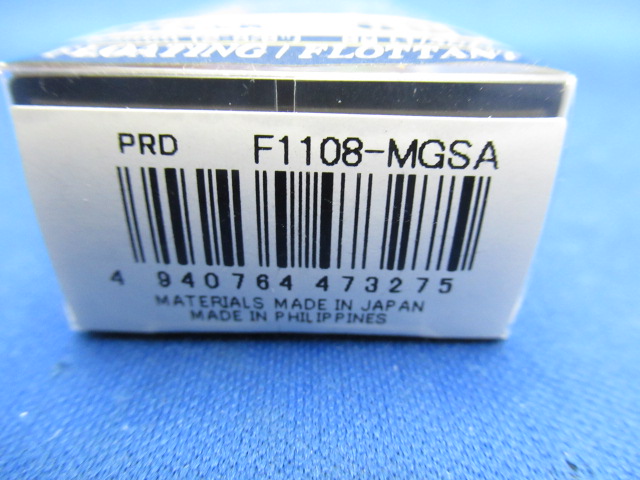 FLOATING / FLOTTANT
PRD F1108-MGSA
4 940764 473275
MATERIALS MADE IN JAPAN
MADE IN PHILIPPINES